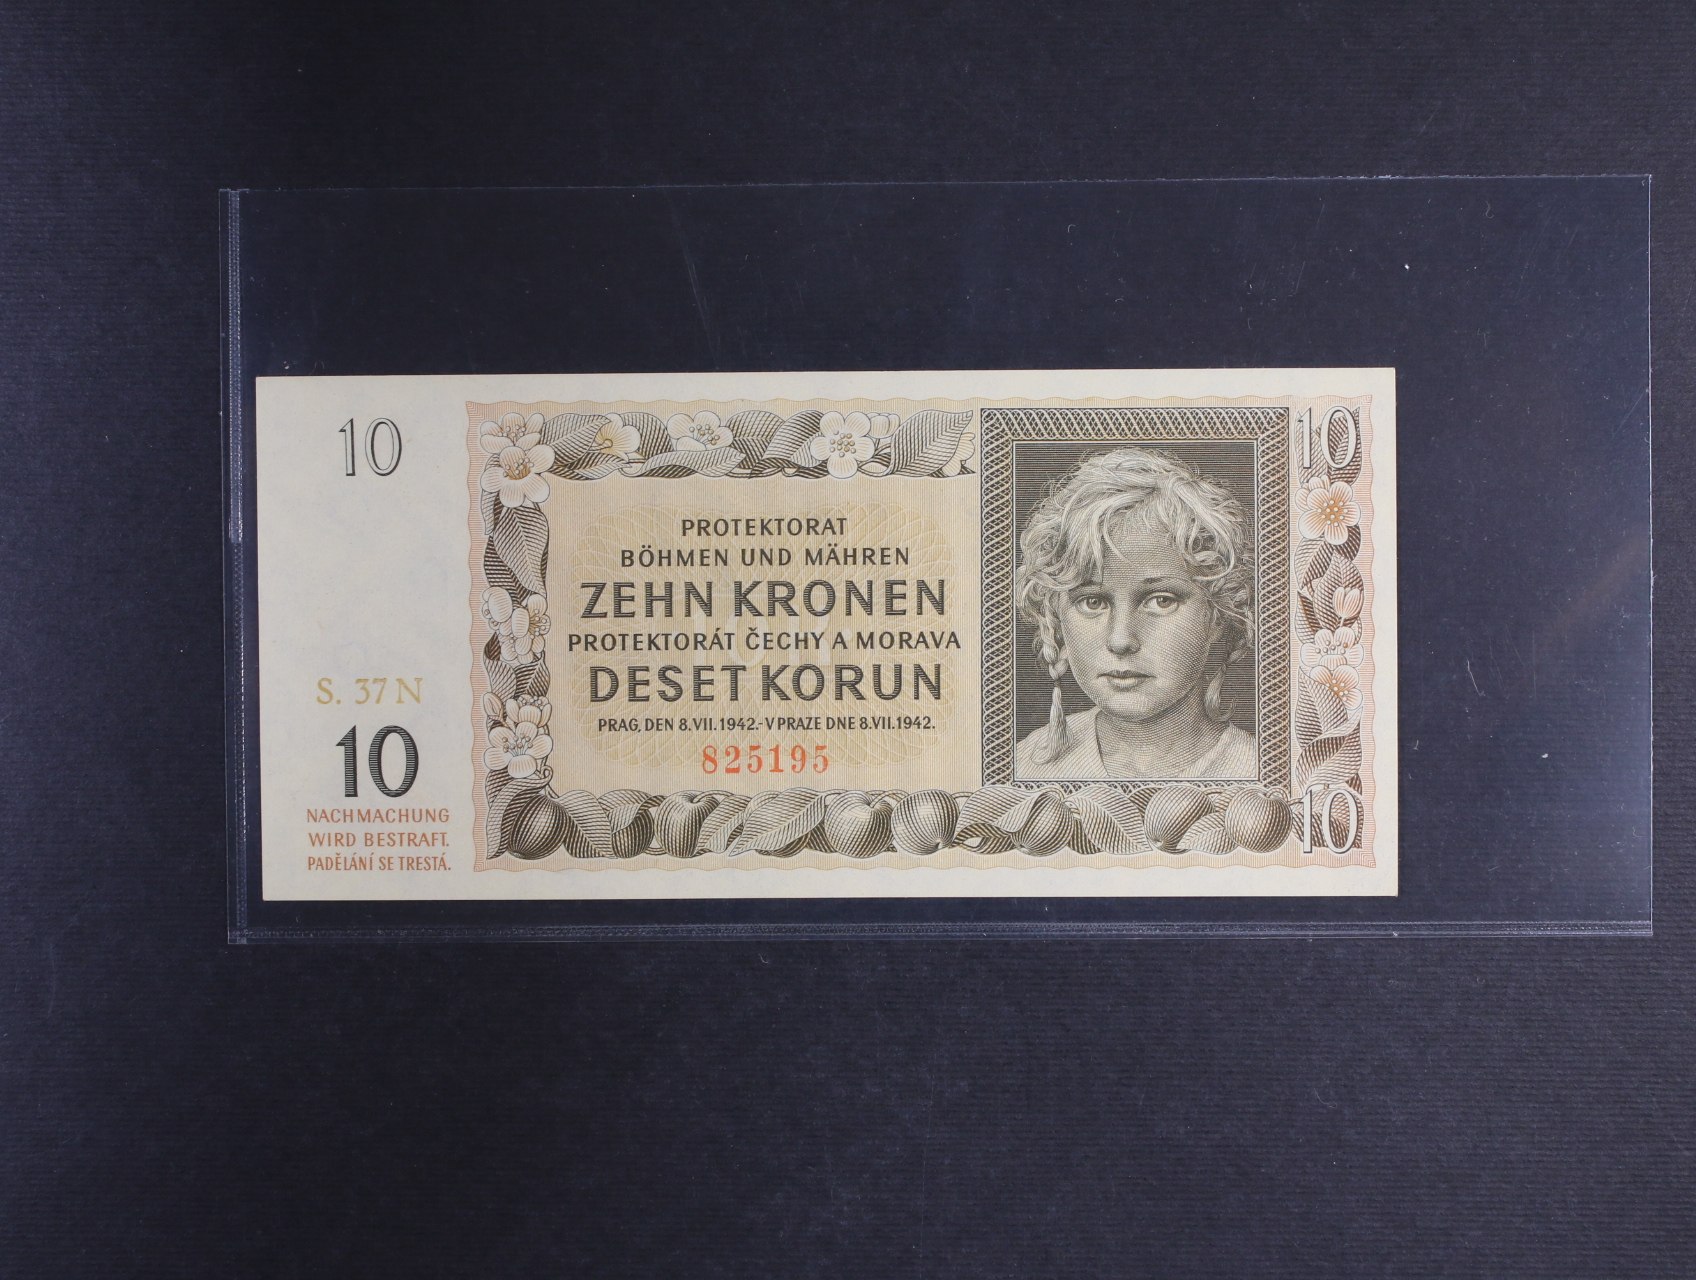 10
S. 37 N
10
NACHMACHUNG
WIRD BESTRAFT.
PADĚLÁNÍ SE TRESTÁ.
PROTEKTORAT
BÖHMEN UND MÄHREN
ZEHN KRONEN
PROTEKTORÁT ČECHY A MORAVA
DESET KORUN
PRAG, DEN 8.VII.1942.-V PRAZE DNE 8.VII.1942.
825195
10
10